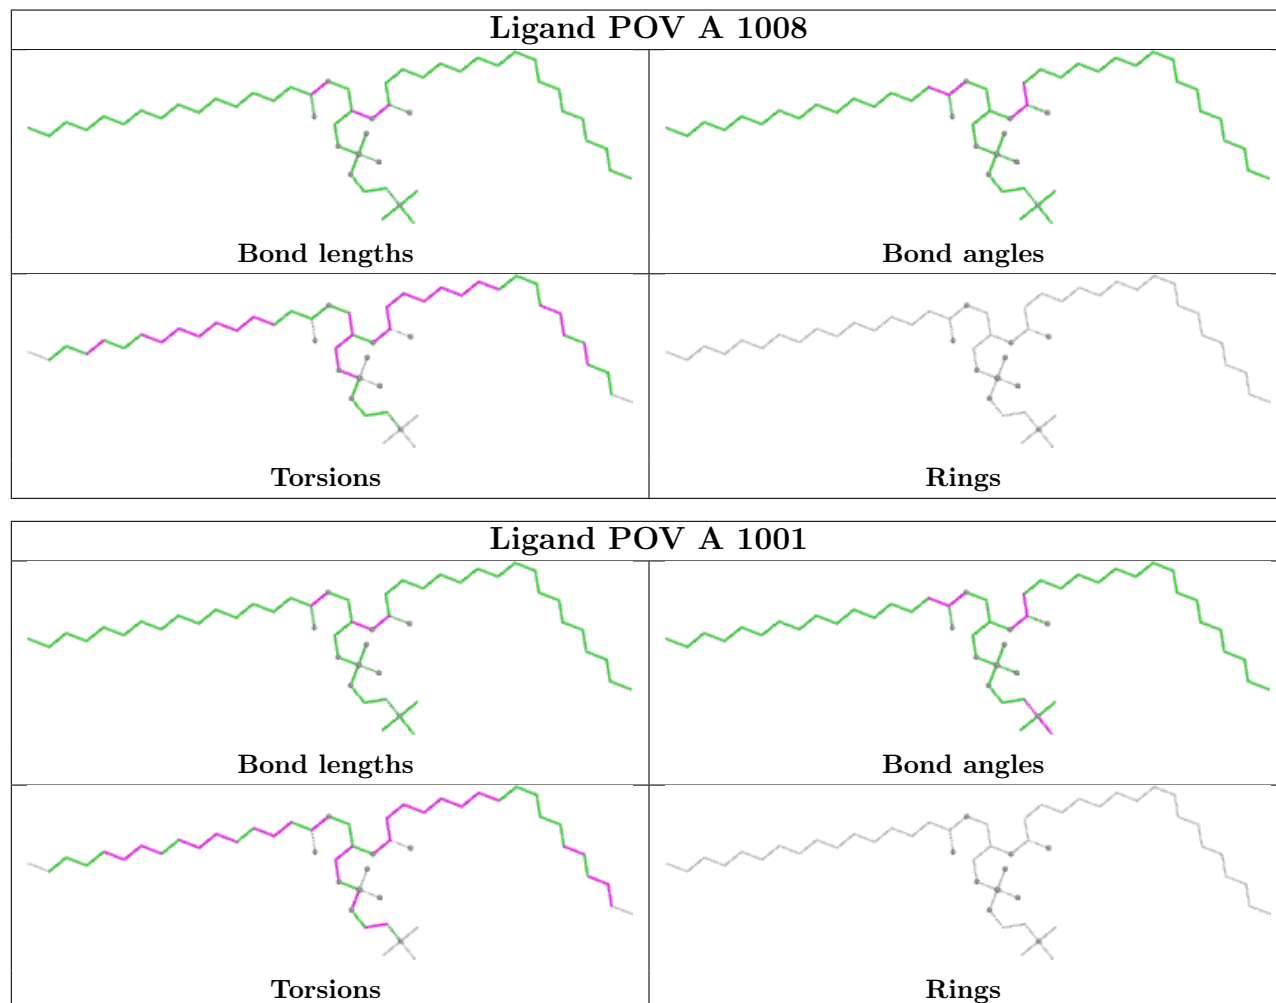 Ligand POV A 1008
Bond lengths
Bond angles
Torsions
Rings
Ligand POV A 1001
Bond lengths
Bond angles
Torsions
Rings